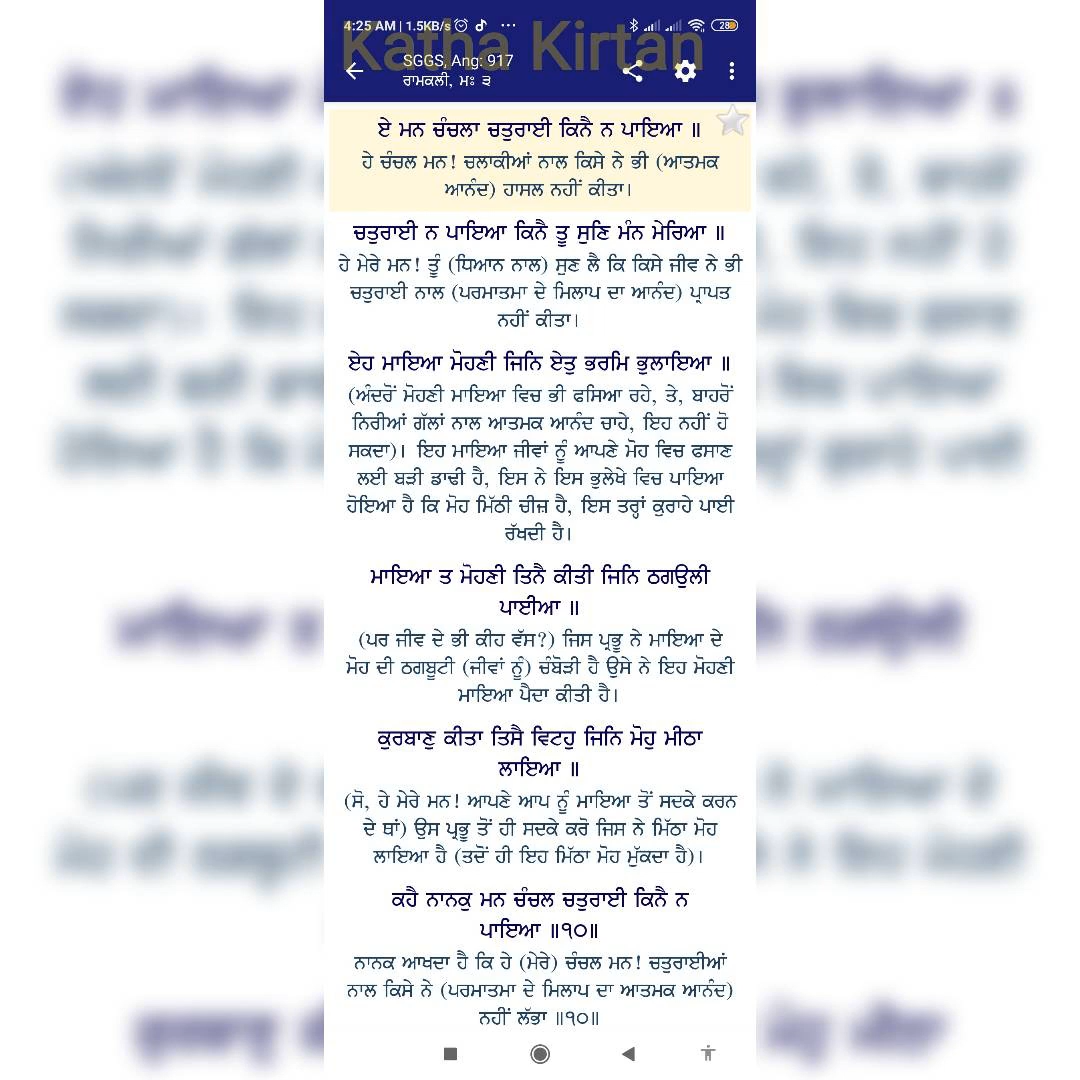 Katha Kirtan
4:25 AM | 1.5KB/s
28
SGGS, Ang: 917
ਰਾਮਕਲੀ, ਮਃ ੩
ਏ ਮਨ ਚੰਚਲਾ ਚਤੁਰਾਈ ਕਿਨੈ ਨ ਪਾਇਆ ॥
ਹੇ ਚੰਚਲ ਮਨ! ਚਲਾਕੀਆਂ ਨਾਲ ਕਿਸੇ ਨੇ ਭੀ (ਆਤਮਕ
ਆਨੰਦ) ਹਾਸਲ ਨਹੀਂ ਕੀਤਾ।
ਚਤੁਰਾਈ ਨ ਪਾਇਆ ਕਿਨੈ ਤੂ ਸੁਣਿ ਮੰਨ ਮੇਰਿਆ ॥
ਹੇ ਮੇਰੇ ਮਨ! ਤੂੰ (ਧਿਆਨ ਨਾਲ) ਸੁਣ ਲੈ ਕਿ ਕਿਸੇ ਜੀਵ ਨੇ ਭੀ
ਚਤੁਰਾਈ ਨਾਲ (ਪਰਮਾਤਮਾ ਦੇ ਮਿਲਾਪ ਦਾ ਆਨੰਦ) ਪ੍ਰਾਪਤ
ਨਹੀਂ ਕੀਤਾ।
ਏਹ ਮਾਇਆ ਮੋਹਣੀ ਜਿਨਿ ਏਤੁ ਭਰਮਿ ਭੁਲਾਇਆ ॥
(ਅੰਦਰੋਂ ਮੋਹਣੀ ਮਾਇਆ ਵਿਚ ਭੀ ਫਸਿਆ ਰਹੇ, ਤੇ, ਬਾਹਰੋਂ
ਨਿਰੀਆਂ ਗੱਲਾਂ ਨਾਲ ਆਤਮਕ ਆਨੰਦ ਚਾਹੇ, ਇਹ ਨਹੀਂ ਹੋ
ਸਕਦਾ)। ਇਹ ਮਾਇਆ ਜੀਵਾਂ ਨੂੰ ਆਪਣੇ ਮੋਹ ਵਿਚ ਫਸਾਣ
ਲਈ ਬੜੀ ਡਾਢੀ ਹੈ, ਇਸ ਨੇ ਇਸ ਭੁਲੇਖੇ ਵਿਚ ਪਾਇਆ
ਹੋਇਆ ਹੈ ਕਿ ਮੋਹ ਮਿੱਠੀ ਚੀਜ਼ ਹੈ, ਇਸ ਤਰ੍ਹਾਂ ਕੁਰਾਹੇ ਪਾਈ
ਰੱਖਦੀ ਹੈ।
ਮਾਇਆ ਤ ਮੋਹਣੀ ਤਿਨੈ ਕੀਤੀ ਜਿਨਿ ਠਗਉਲੀ
ਪਾਈਆ ॥
(ਪਰ ਜੀਵ ਦੇ ਭੀ ਕੀਹ ਵੱਸ?) ਜਿਸ ਪ੍ਰਭੂ ਨੇ ਮਾਇਆ ਦੇ
ਮੋਹ ਦੀ ਠਗਬੂਟੀ (ਜੀਵਾਂ ਨੂੰ) ਚੰਬੋੜੀ ਹੈ ਉਸੇ ਨੇ ਇਹ ਮੋਹਣੀ
ਮਾਇਆ ਪੈਦਾ ਕੀਤੀ ਹੈ।
ਕੁਰਬਾਣੁ ਕੀਤਾ ਤਿਸੈ ਵਿਟਹੁ ਜਿਨਿ ਮੋਹੁ ਮੀਠਾ
ਲਾਇਆ ॥
(ਸੋ, ਹੇ ਮੇਰੇ ਮਨ! ਆਪਣੇ ਆਪ ਨੂੰ ਮਾਇਆ ਤੋਂ ਸਦਕੇ ਕਰਨ
ਦੇ ਥਾਂ) ਉਸ ਪ੍ਰਭੂ ਤੋਂ ਹੀ ਸਦਕੇ ਕਰੋ ਜਿਸ ਨੇ ਮਿੱਠਾ ਮੋਹ
ਲਾਇਆ ਹੈ (ਤਦੋਂ ਹੀ ਇਹ ਮਿੱਠਾ ਮੋਹ ਮੁੱਕਦਾ ਹੈ)।
ਕਹੈ ਨਾਨਕੁ ਮਨ ਚੰਚਲ ਚਤੁਰਾਈ ਕਿਨੈ ਨ
ਪਾਇਆ ॥੧੦॥
ਨਾਨਕ ਆਖਦਾ ਹੈ ਕਿ ਹੇ (ਮੇਰੇ) ਚੰਚਲ ਮਨ! ਚਤੁਰਾਈਆਂ
ਨਾਲ ਕਿਸੇ ਨੇ (ਪਰਮਾਤਮਾ ਦੇ ਮਿਲਾਪ ਦਾ ਆਤਮਕ ਆਨੰਦ)
ਨਹੀਂ ਲੱਭਾ ॥੧੦॥